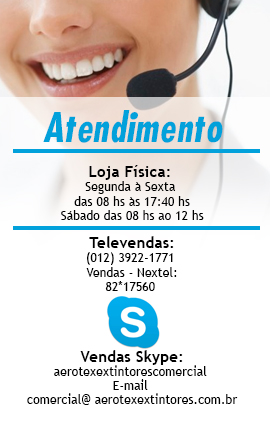 Atendimento
Loja Física:
Segunda à Sexta
das 08 hs às 17:40 hs
Sábado das 08 hs ao 12 hs
Televendas:
(012) 3922-1771
Vendas - Nextel:
82*17560
S
Vendas Skype:
aerotexextintorescomercial
E-mail
comercial@ aerotexextintores.com.br